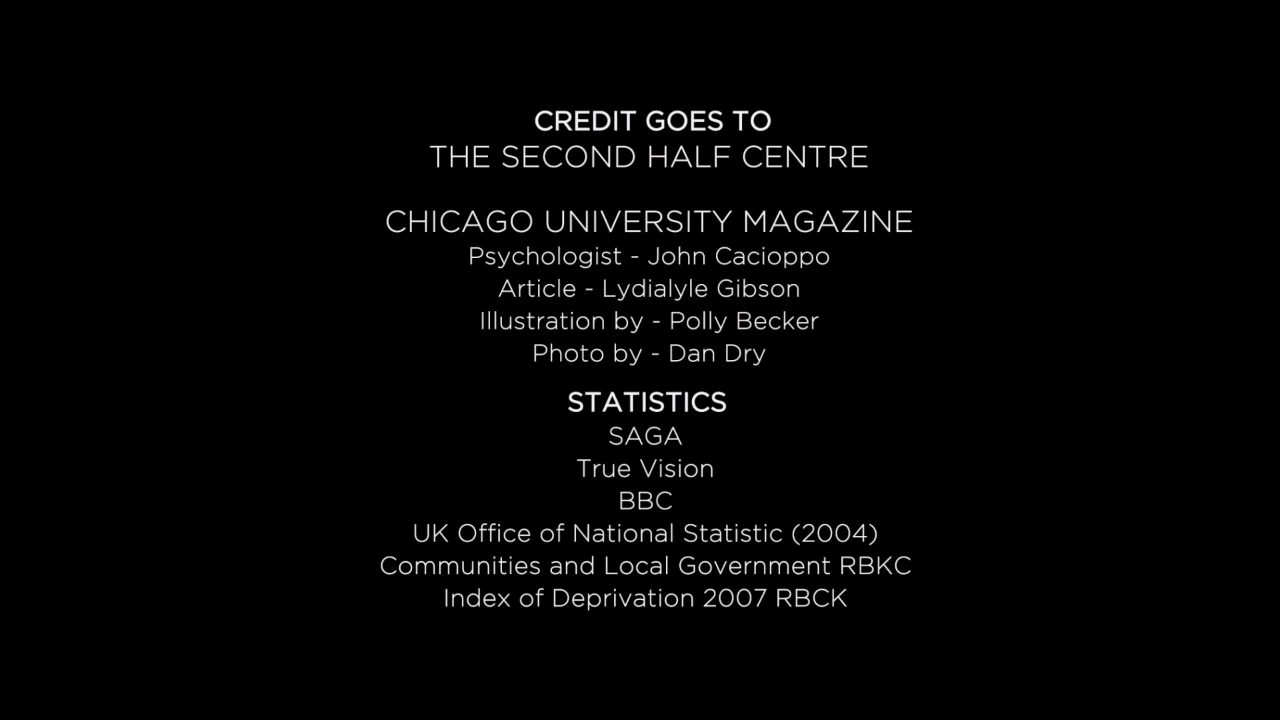 CREDIT GOES TO
THE SECOND HALF CENTRE
CHICAGO UNIVERSITY MAGAZINE
Psychologist - John Cacioppo
Article - Lydialyle Gibson
Illustration by - Polly Becker
Photo by - Dan Dry
STATISTICS
SAGA
True Vision
BBC
UK Office of National Statistic (2004)
Communities and Local Government RBKC
Index of Deprivation 2007 RBCK